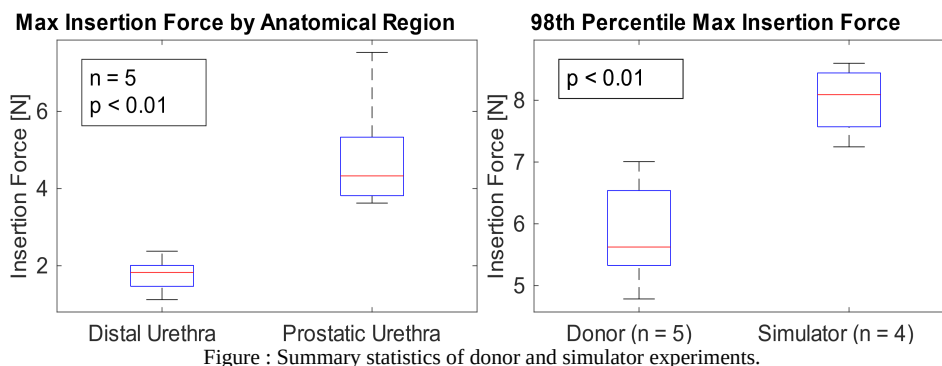 Max Insertion Force by Anatomical Region
n = 5
p < 0.01
Insertion Force [N]
6
4
2
Distal Urethra
Prostatic Urethra
98th Percentile Max Insertion Force
p < 0.01
Insertion Force [N]
8
7
6
5
Donor (n = 5)
Simulator (n = 4)
Figure : Summary statistics of donor and simulator experiments.